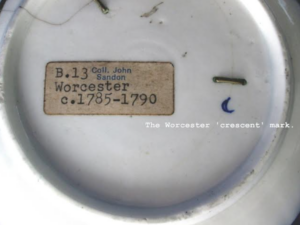 B.13 Coll. John
Sandon
Worcester
c.1785-1790
The Worcester 'crescent' mark.